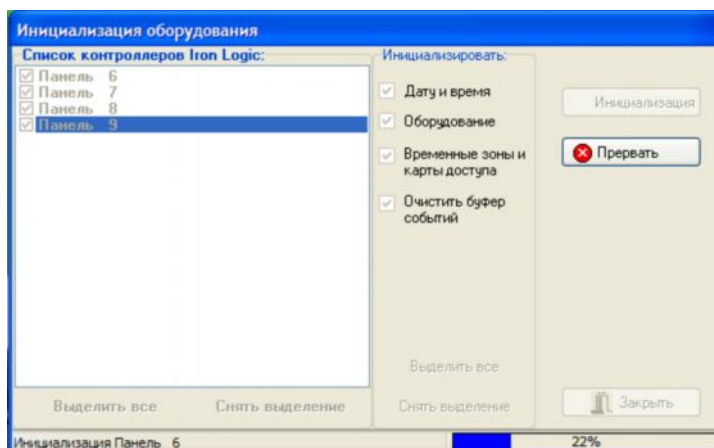 Инициализация оборудования
Список контроллеров Iron Logic:
Панель 6
Панель 7
Панель 8
Панель 9
Выделить все
Снять выделение
Инициализировать:
Дату и время
Оборудование
Временные зоны и
карты доступа
Очистить буфер
событий
Выделить все
Снять выделение
Инициализация
Прервать
Закрыть
Инициализация Панель 6
22%